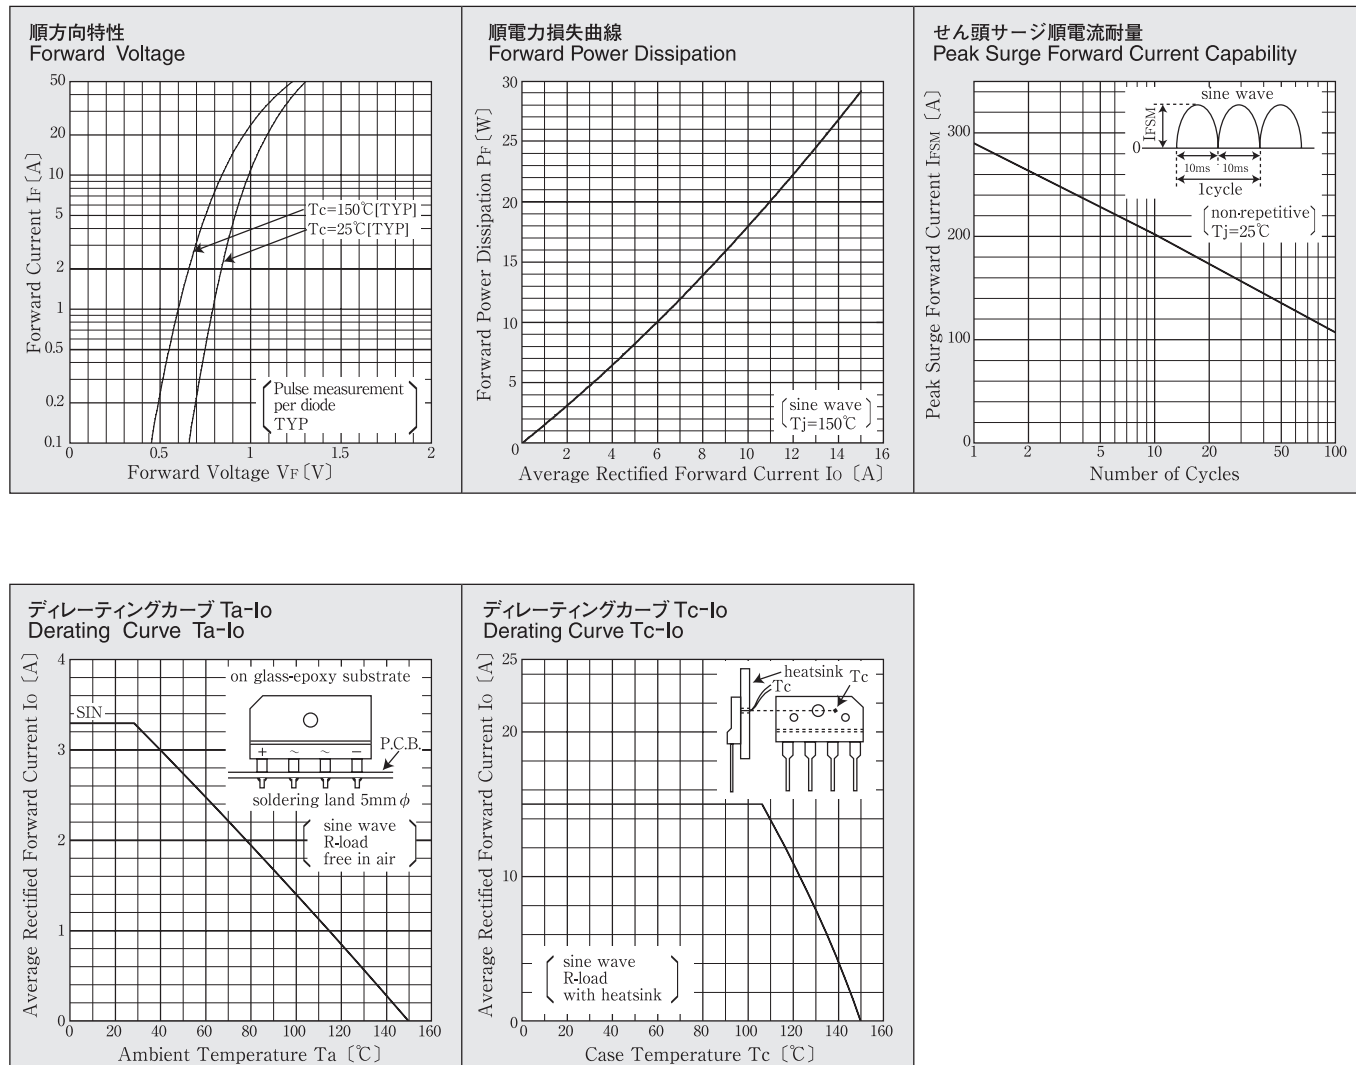 順方向特性
Forward Voltage
Forward Current IF〔A〕
50
20
10
5
2
1
0.5
0.2
0.1
Tc=150℃[TYP]
Tc=25℃[TYP]
Pulse measurement
per diode
TYP
0 0.5 1 1.5 2
Forward Voltage VF〔V〕
順電力損失曲線
Forward Power Dissipation
Forward Power Dissipation PF〔W〕
30
25
20
15
10
5
0
sine wave
Tj=150℃
0 2 4 6 8 10 12 14 16
Average Rectified Forward Current Io〔A〕
せん頭サージ順電流耐量
Peak Surge Forward Current Capability
Peak Surge Forward Current IFSM〔A〕
300
200
100
0
sine wave
IFSM
0
10ms 10ms
1cycle
non-repetitive
Tj=25℃
1 2 5 10 20 50 100
Number of Cycles
ディレーティングカーブ Ta-Io
Derating Curve Ta-Io
Average Rectified Forward Current Io〔A〕
4
3
2
1
0
SIN
on glass-epoxy substrate
+ ~ ~ −
P.C.B.
soldering land 5mmφ
sine wave
R-load
free in air
0 20 40 60 80 100 120 140 160
Ambient Temperature Ta〔℃〕
ディレーティングカーブ Tc-Io
Derating Curve Tc-Io
Average Rectified Forward Current Io〔A〕
25
20
15
10
5
0
heatsink
Tc
Tc
sine wave
R-load
with heatsink
0 20 40 60 80 100 120 140 160
Case Temperature Tc〔℃〕